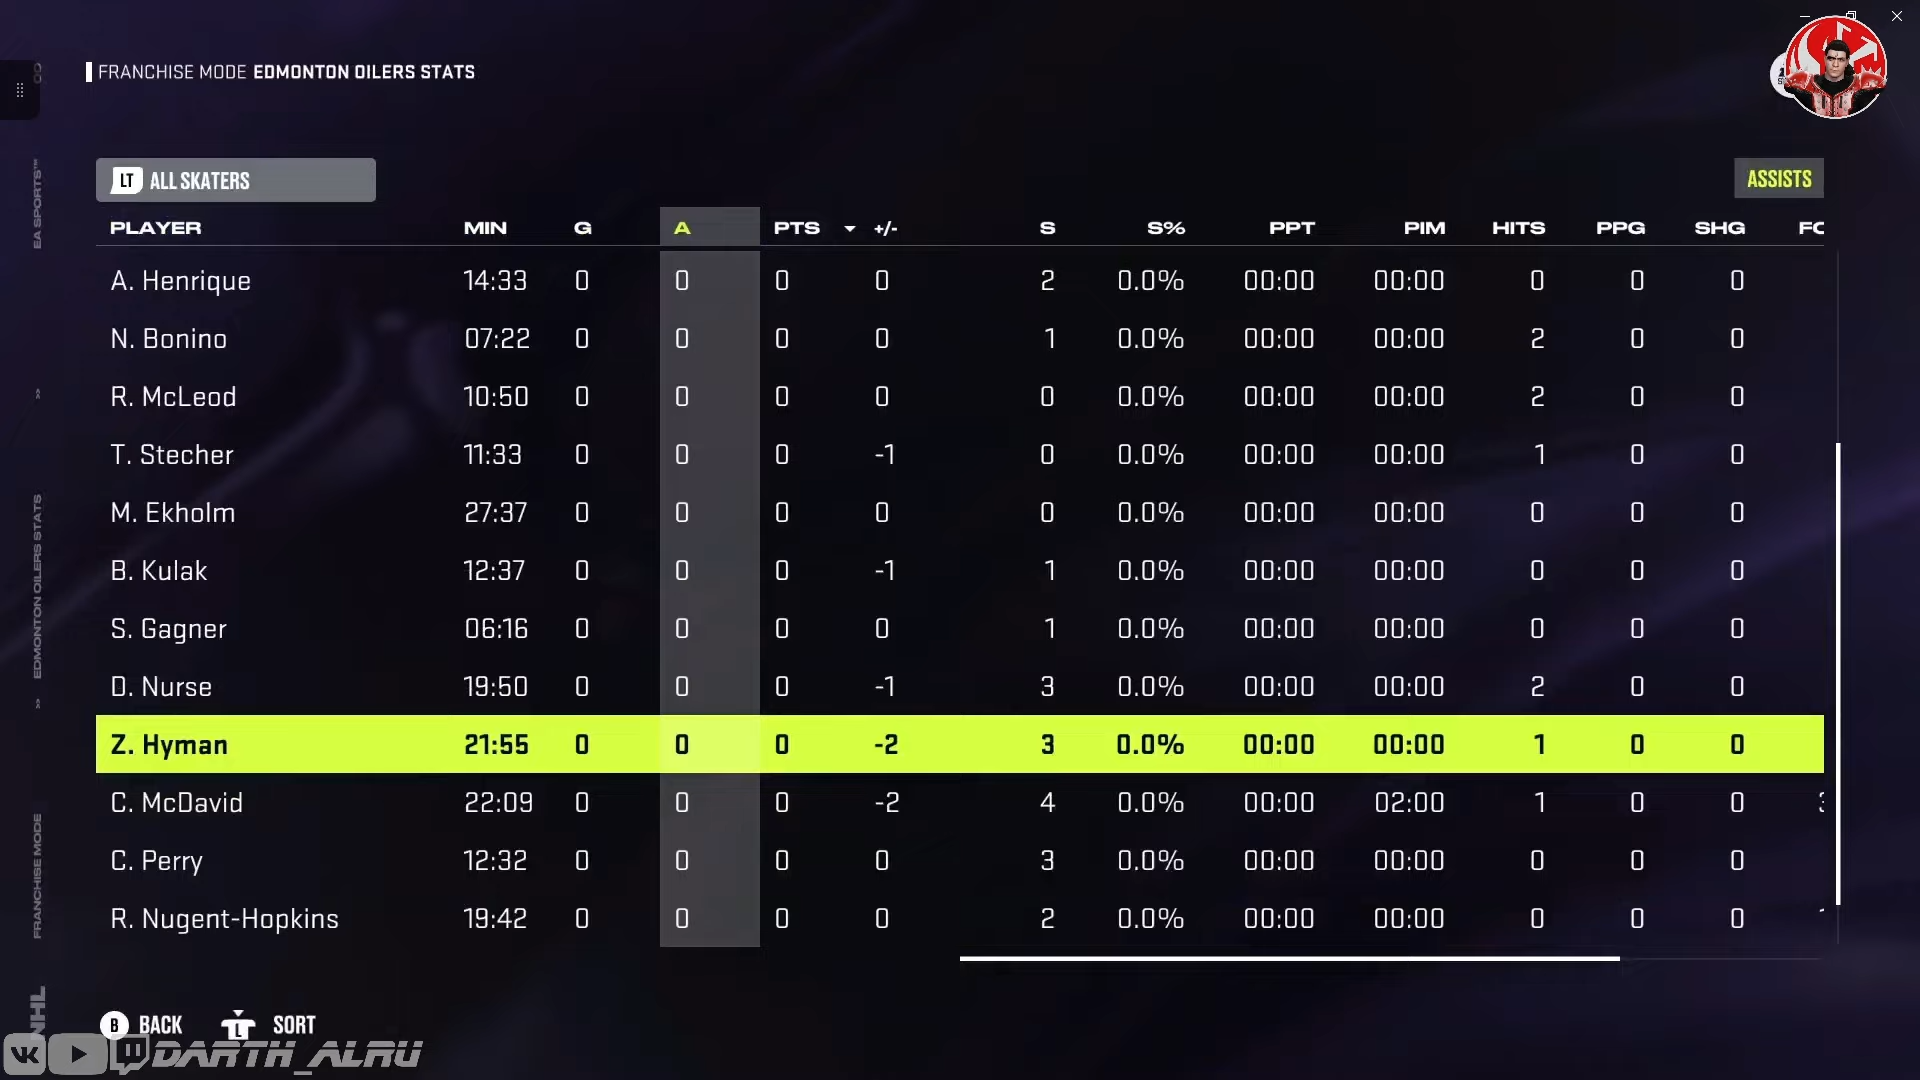 FRANCHISE MODE EDMONTON OILERS STATS
LT ALL SKATERS
ASSISTS
PLAYER MIN G A PTS +/- S S% PPT PIM HITS PPG SHG
A. Henrique 14:33 0 0 0 0 2 0.0% 00:00 00:00 0 0 0
N. Bonino 07:22 0 0 0 0 1 0.0% 00:00 00:00 2 0 0
R. McLeod 10:50 0 0 0 0 0 0.0% 00:00 00:00 2 0 0
T. Stecher 11:33 0 0 0 -1 0 0.0% 00:00 00:00 1 0 0
M. Ekholm 27:37 0 0 0 0 0 0.0% 00:00 00:00 0 0 0
B. Kulak 12:37 0 0 0 -1 1 0.0% 00:00 00:00 0 0 0
S. Gagner 06:16 0 0 0 0 1 0.0% 00:00 00:00 0 0 0
D. Nurse 19:50 0 0 0 -1 3 0.0% 00:00 00:00 2 0 0
Z. Hyman 21:55 0 0 0 -2 3 0.0% 00:00 00:00 1 0 0
C. McDavid 22:09 0 0 0 -2 4 0.0% 00:00 02:00 1 0 0
C. Perry 12:32 0 0 0 0 3 0.0% 00:00 00:00 0 0 0
R. Nugent-Hopkins 19:42 0 0 0 0 2 0.0% 00:00 00:00 0 0 0
B BACK L SORT
DARTH_ALRU
NHL FRANCHISE MODE » EDMONTON OILERS STATS » EA SPORTS™